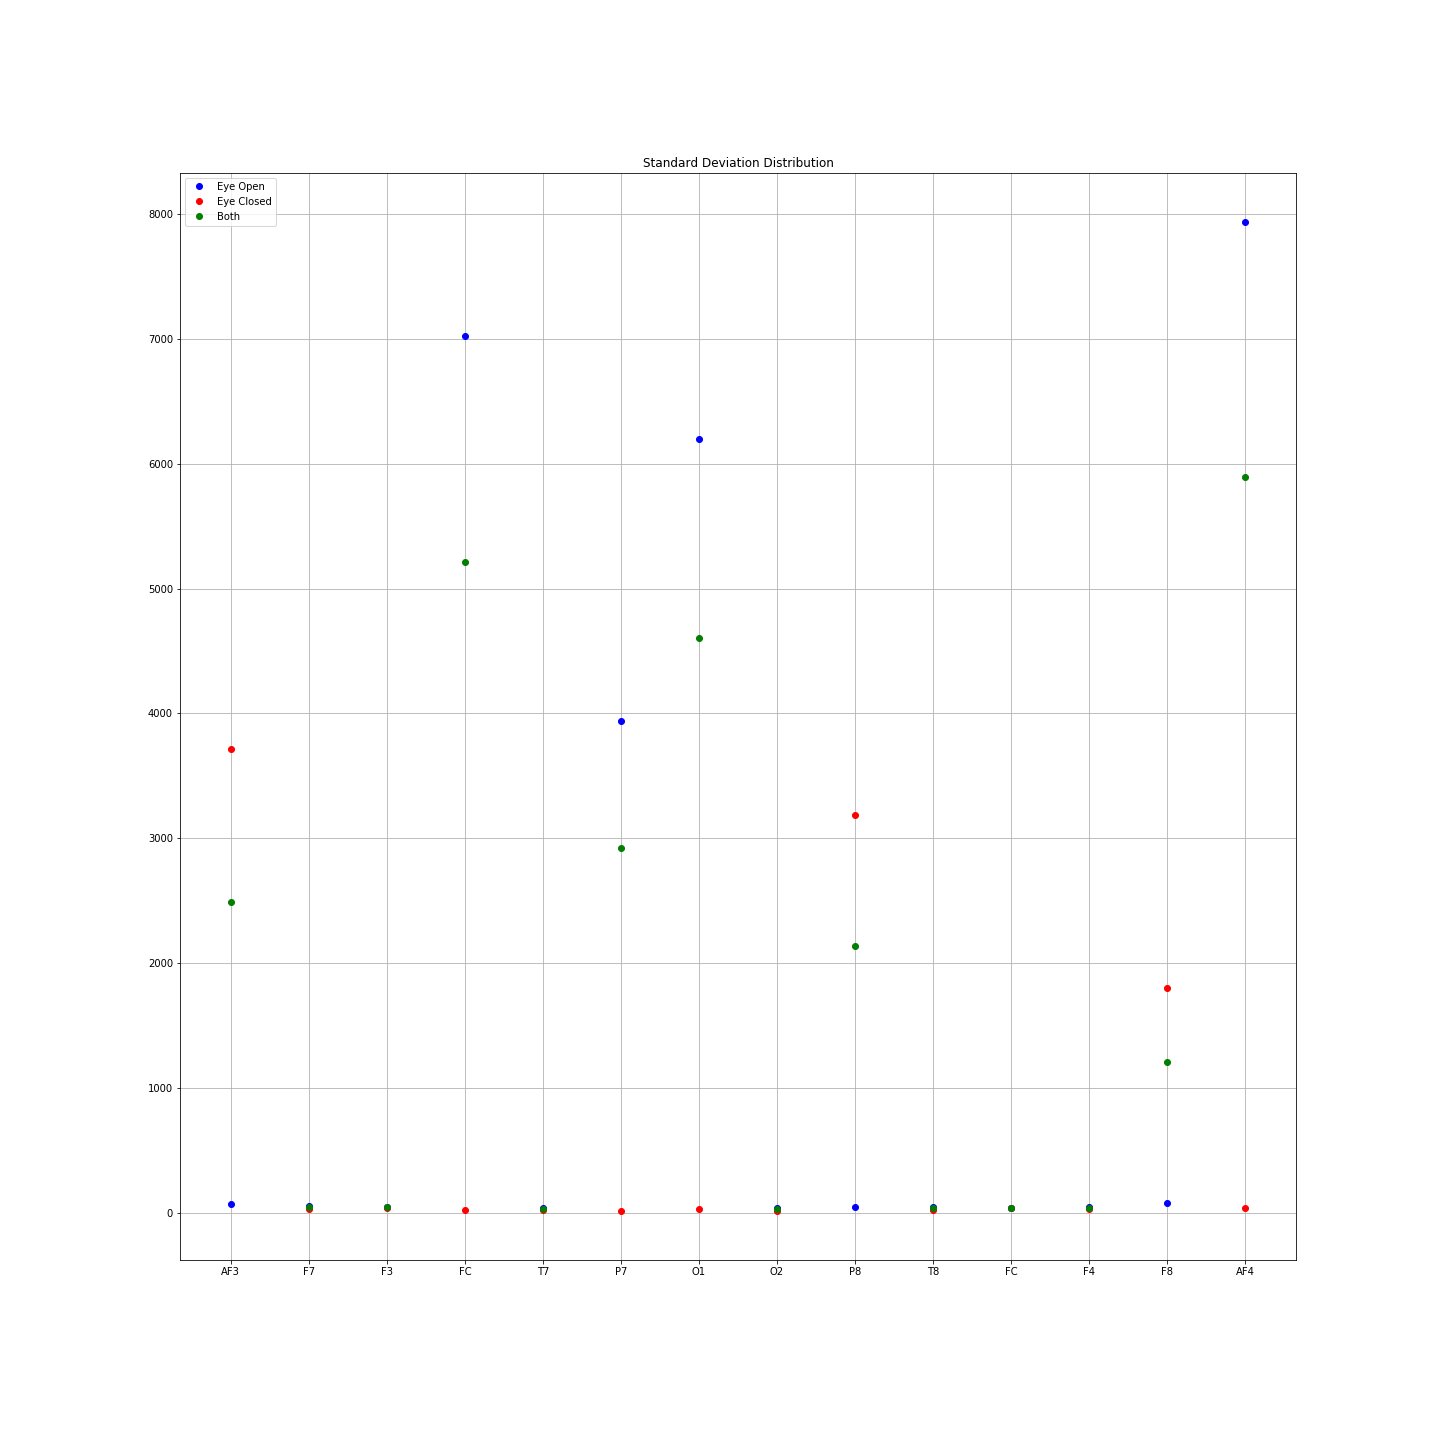 Standard Deviation Distribution
Eye Open
Eye Closed
Both
8000
7000
6000
5000
4000
3000
2000
1000
0
AF3 F7 F3 FC T7 P7 O1 O2 P8 T8 FC F4 F8 AF4